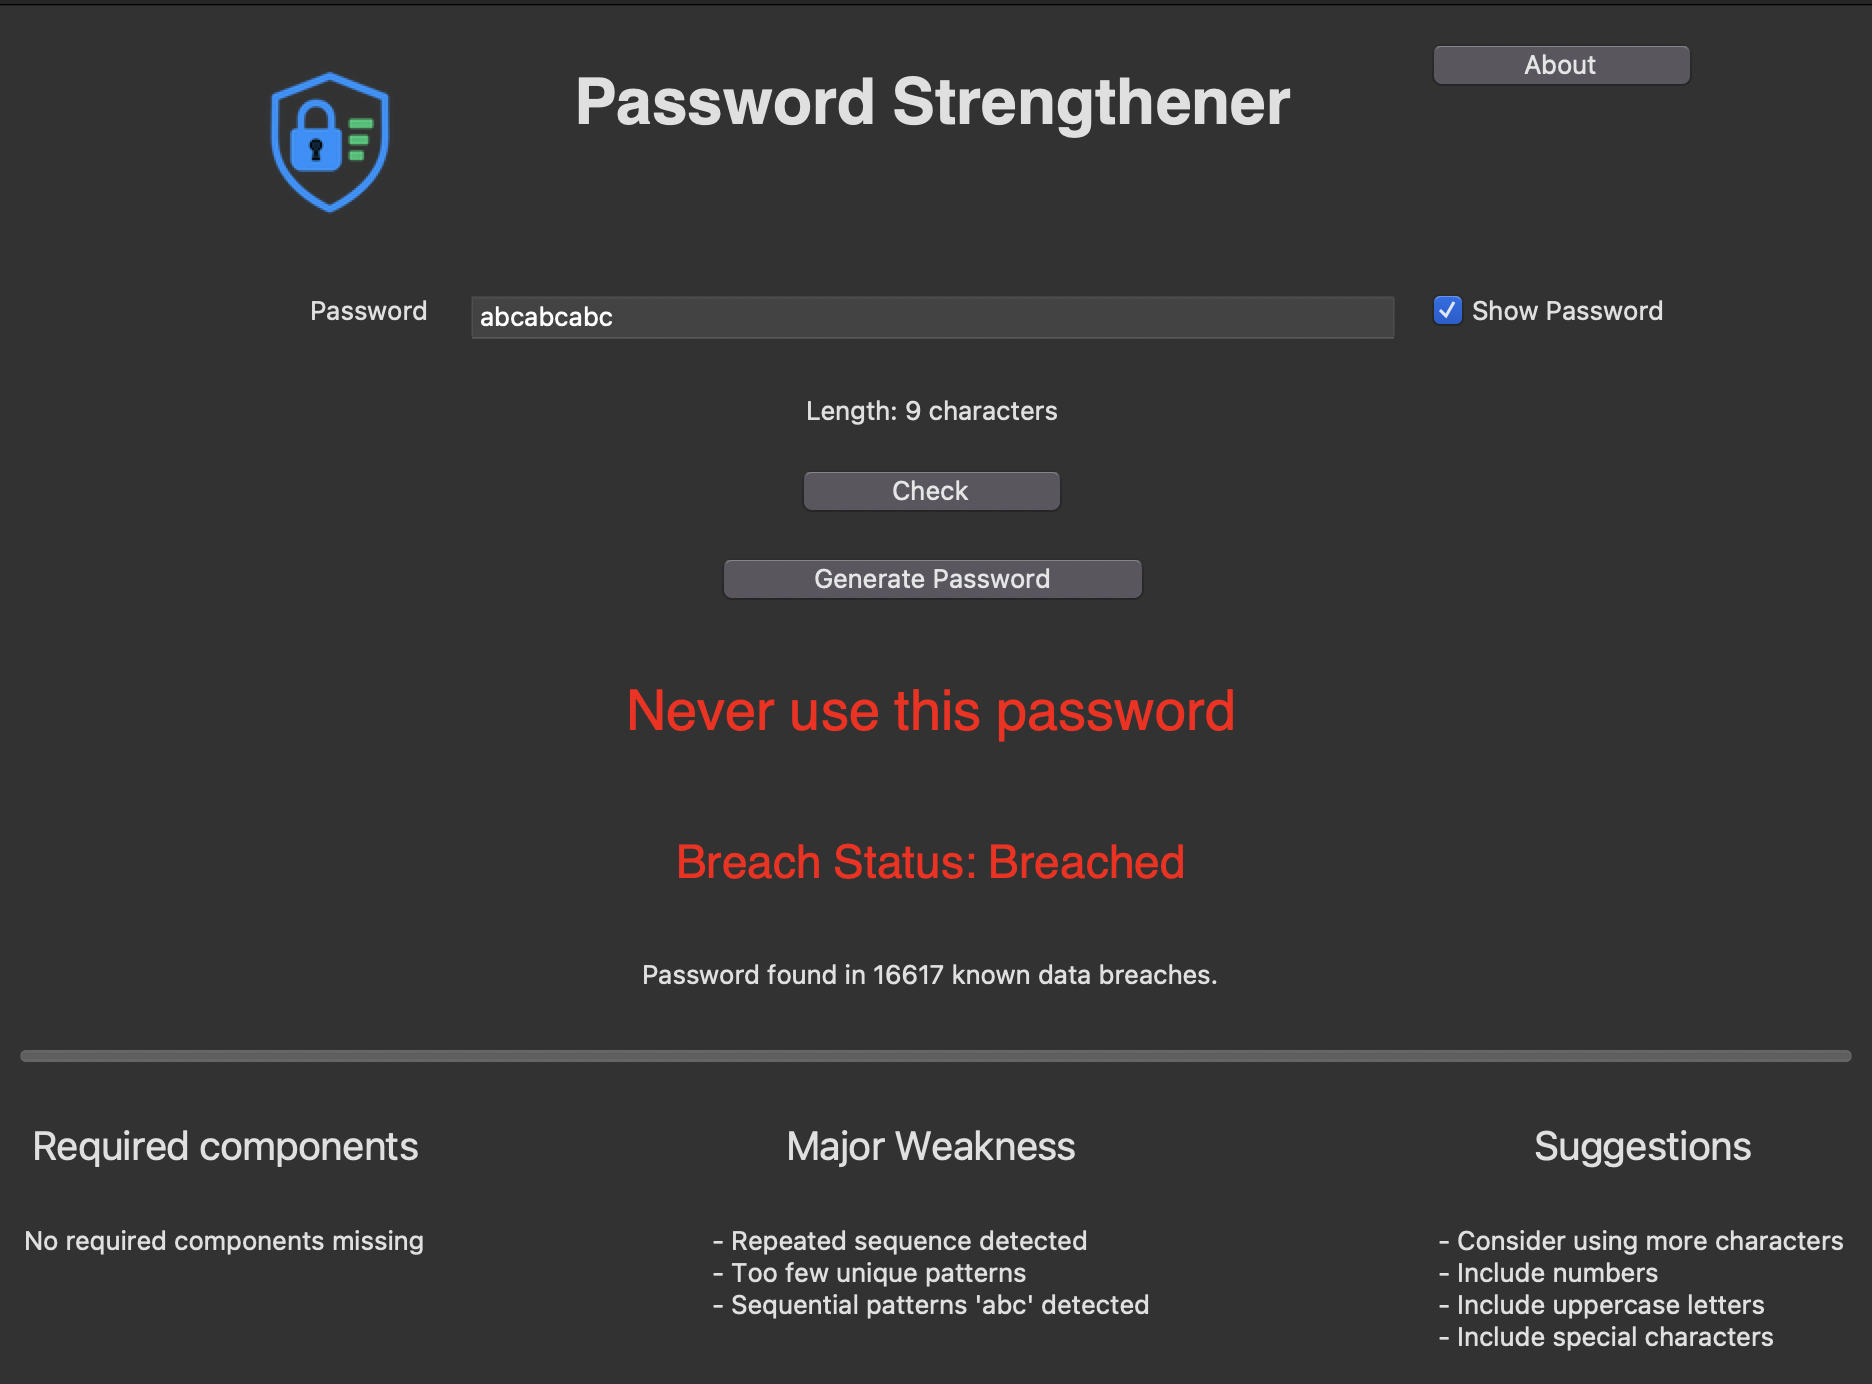 Password Strengthener
About
Password
abcabcabc
Show Password
Length: 9 characters
Check
Generate Password
Never use this password
Breach Status: Breached
Password found in 16617 known data breaches.
Required components
No required components missing
Major Weakness
- Repeated sequence detected
- Too few unique patterns
- Sequential patterns 'abc' detected
Suggestions
- Consider using more characters
- Include numbers
- Include uppercase letters
- Include special characters